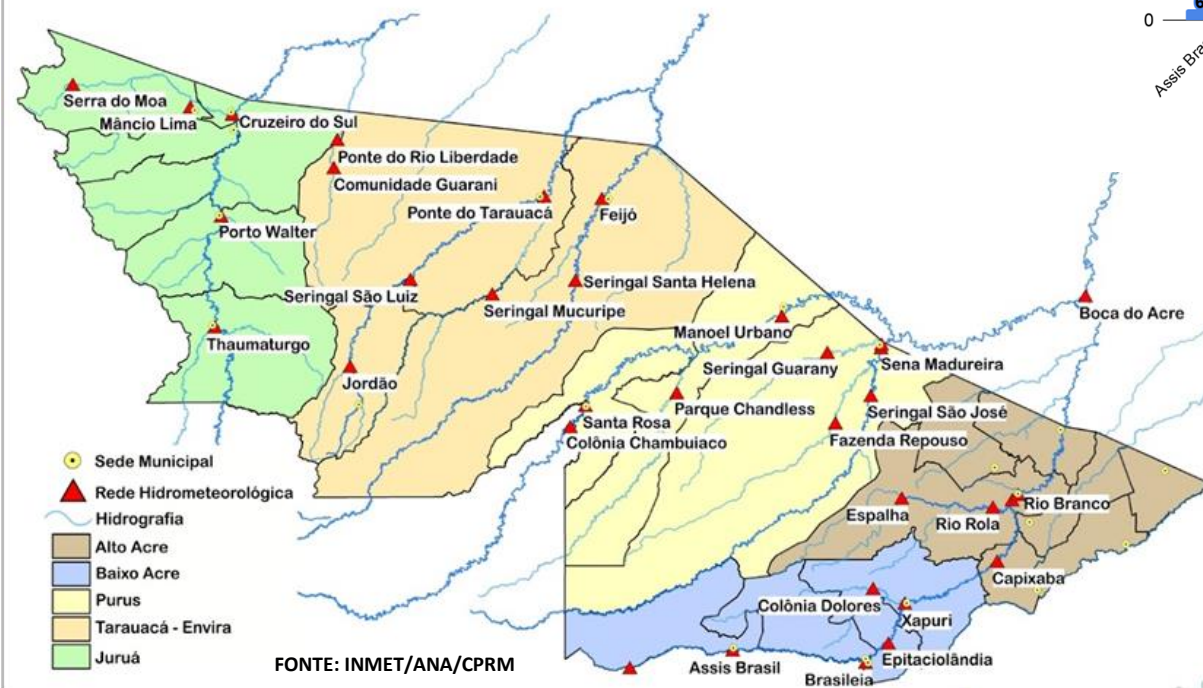 0
Assis Bra
Serra do Moa
Mâncio Lima
Cruzeiro do Sul
Ponte do Rio Liberdade
Comunidade Guarani
Ponte do Tarauacá
Feijó
Porto Walter
Seringal São Luiz
Seringal Santa Helena
Seringal Mucuripe
Manoel Urbano
Boca do Acre
Thaumaturgo
Seringal Guarany
Sena Madureira
Jordão
Parque Chandless
Seringal São José
Santa Rosa
Colônia Chambuiaco
Fazenda Repouso
Sede Municipal
Rede Hidrometeorológica
Hidrografia
Alto Acre
Baixo Acre
Purus
Tarauacá - Envira
Juruá
Espalha
Rio Rola
Rio Branco
Capixaba
Colônia Dolores
Xapuri
Epitaciolândia
Assis Brasil
Brasileia
FONTE: INMET/ANA/CPRM